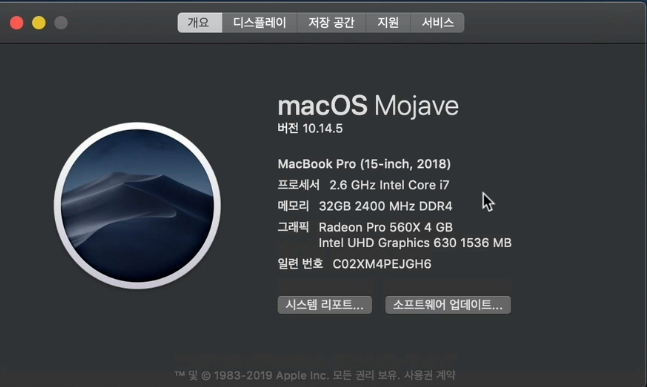 개요 디스플레이 저장 공간 지원 서비스
macOS Mojave
버전 10.14.5
MacBook Pro (15-inch, 2018)
프로세서 2.6 GHz Intel Core i7
메모리 32GB 2400 MHz DDR4
그래픽 Radeon Pro 560X 4 GB
Intel UHD Graphics 630 1536 MB
일련 번호 C02XM4PEJGH6
시스템 리포트... 소프트웨어 업데이트...
™ 및 © 1983-2019 Apple Inc. 모든 권리 보유. 사용권 계약